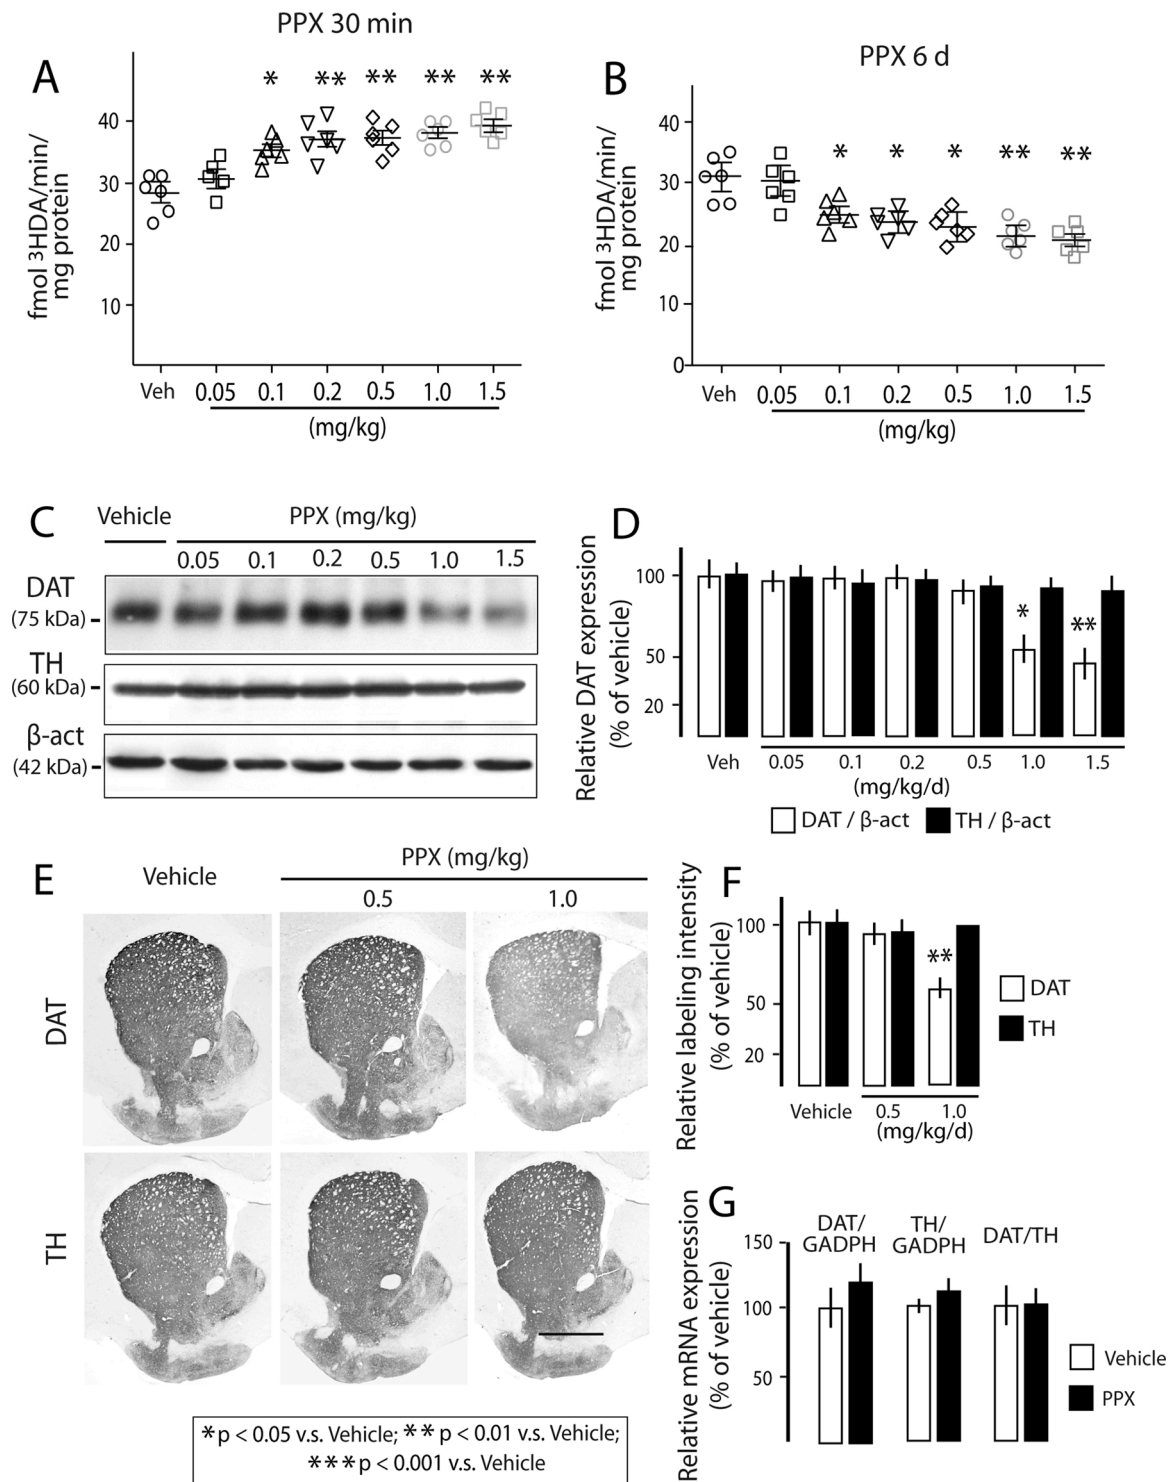 PPX 30 min
A
* ** ** ** **
fmol ³HDA/min/
mg protein
40
30
20
10
Veh 0.05 0.1 0.2 0.5 1.0 1.5
(mg/kg)
PPX 6 d
B
* * * ** **
fmol ³HDA/min/
mg protein
40
30
20
10
0
Veh 0.05 0.1 0.2 0.5 1.0 1.5
(mg/kg)
C
Vehicle PPX (mg/kg)
0.05 0.1 0.2 0.5 1.0 1.5
DAT
(75 kDa)
TH
(60 kDa)
β-act
(42 kDa)
D
Relative DAT expression
(% of vehicle)
100
50
20
* **
Veh 0.05 0.1 0.2 0.5 1.0 1.5
(mg/kg/d)
DAT / β-act TH / β-act
E
Vehicle PPX (mg/kg)
0.5 1.0
DAT
TH
F
Relative labeling intensity
(% of vehicle)
100
50
20
**
DAT
TH
Vehicle 0.5 1.0
(mg/kg/d)
G
Relative mRNA expression
(% of vehicle)
DAT/
GADPH
TH/
GADPH
DAT/TH
150
100
50
Vehicle
PPX
*p < 0.05 v.s. Vehicle; **p < 0.01 v.s. Vehicle;
***p < 0.001 v.s. Vehicle